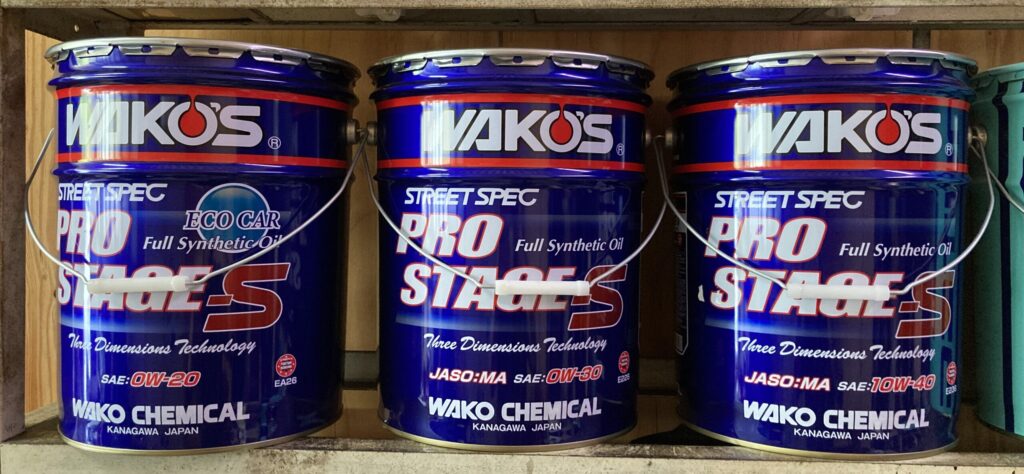 WAKO'S ®
STREET SPEC
PRO
ECO CAR
Full Synthetic Oil
STAGE-S
Three Dimensions Technology
SAE:0W-20
EA26
WAKO CHEMICAL
KANAGAWA JAPAN
WAKO'S ®
STREET SPEC
PRO
Full Synthetic Oil
STAGE-S
Three Dimensions Technology
JASO:MA SAE:0W-30
WAKO CHEMICAL
KANAGAWA JAPAN
WAKO'S ®
STREET SPEC
PRO
Full Synthetic Oil
STAGE-S
Three Dimensions Technology
JASO:MA SAE:10W-40
WAKO CHEMICAL
KANAGAWA JAPAN